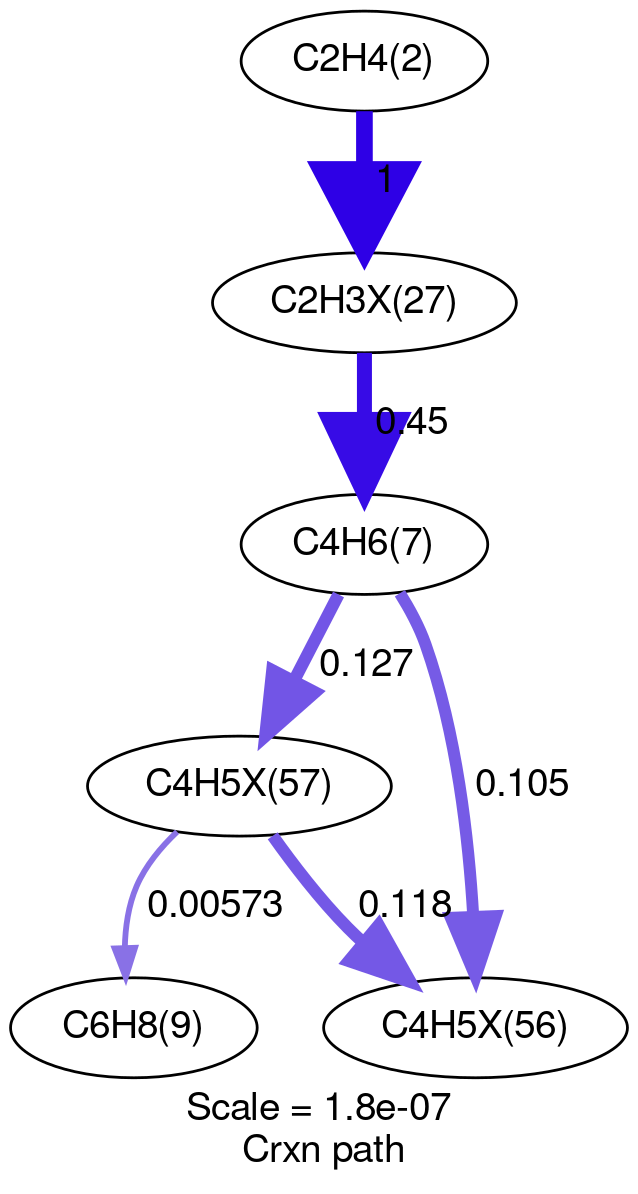 C2H4(2)
1
C2H3X(27)
0.45
C4H6(7)
0.127
C4H5X(57)
0.105
0.00573
0.118
C6H8(9)
C4H5X(56)
Scale = 1.8e-07
Crxn path